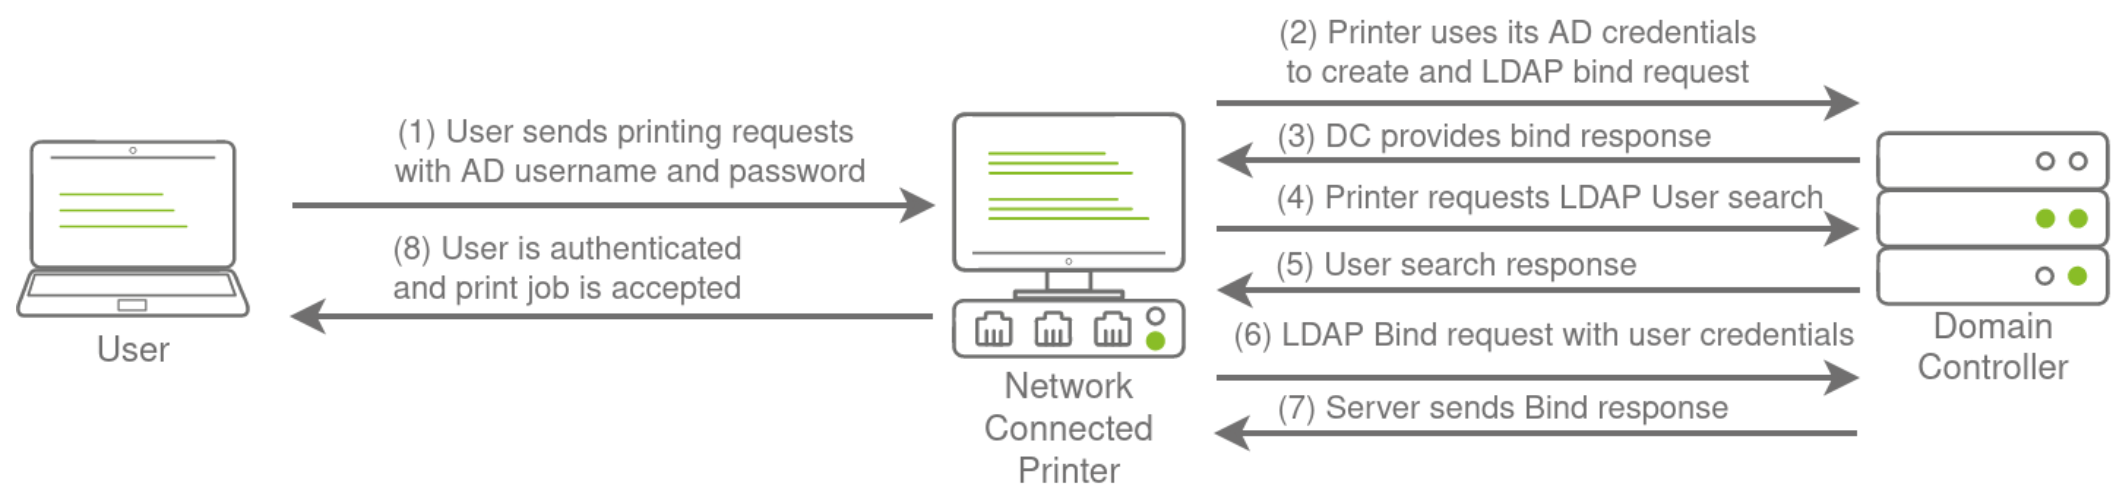 (1) User sends printing requests
with AD username and password
(8) User is authenticated
and print job is accepted
User
Network
Connected
Printer
(2) Printer uses its AD credentials
to create and LDAP bind request
(3) DC provides bind response
(4) Printer requests LDAP User search
(5) User search response
(6) LDAP Bind request with user credentials
(7) Server sends Bind response
Domain
Controller